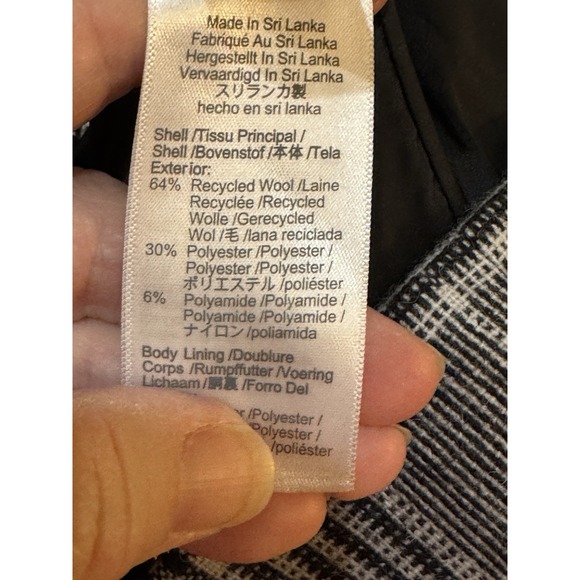 Made In Sri Lanka
Fabriqué Au Sri Lanka
Hergestellt In Sri Lanka
Vervaardigd In Sri Lanka
スリランカ製
hecho en sri lanka
Shell /Tissu Principal /
Shell /Bovenstof /本体 /Tela
Exterior:
64% Recycled Wool /Laine
Recyclée /Recycled
Wolle /Gerecycled
Wol /毛 /lana reciclada
30% Polyester /Polyester /
Polyester /Polyester /
ポリエステル /poliéster
6% Polyamide /Polyamide /
Polyamide /Polyamide /
ナイロン /poliamida
Body Lining /Doublure
Corps /Rumpffutter /Voering
Lichaam /胴裏 /Forro Del
/Polyester /
Polyester /
/poliéster